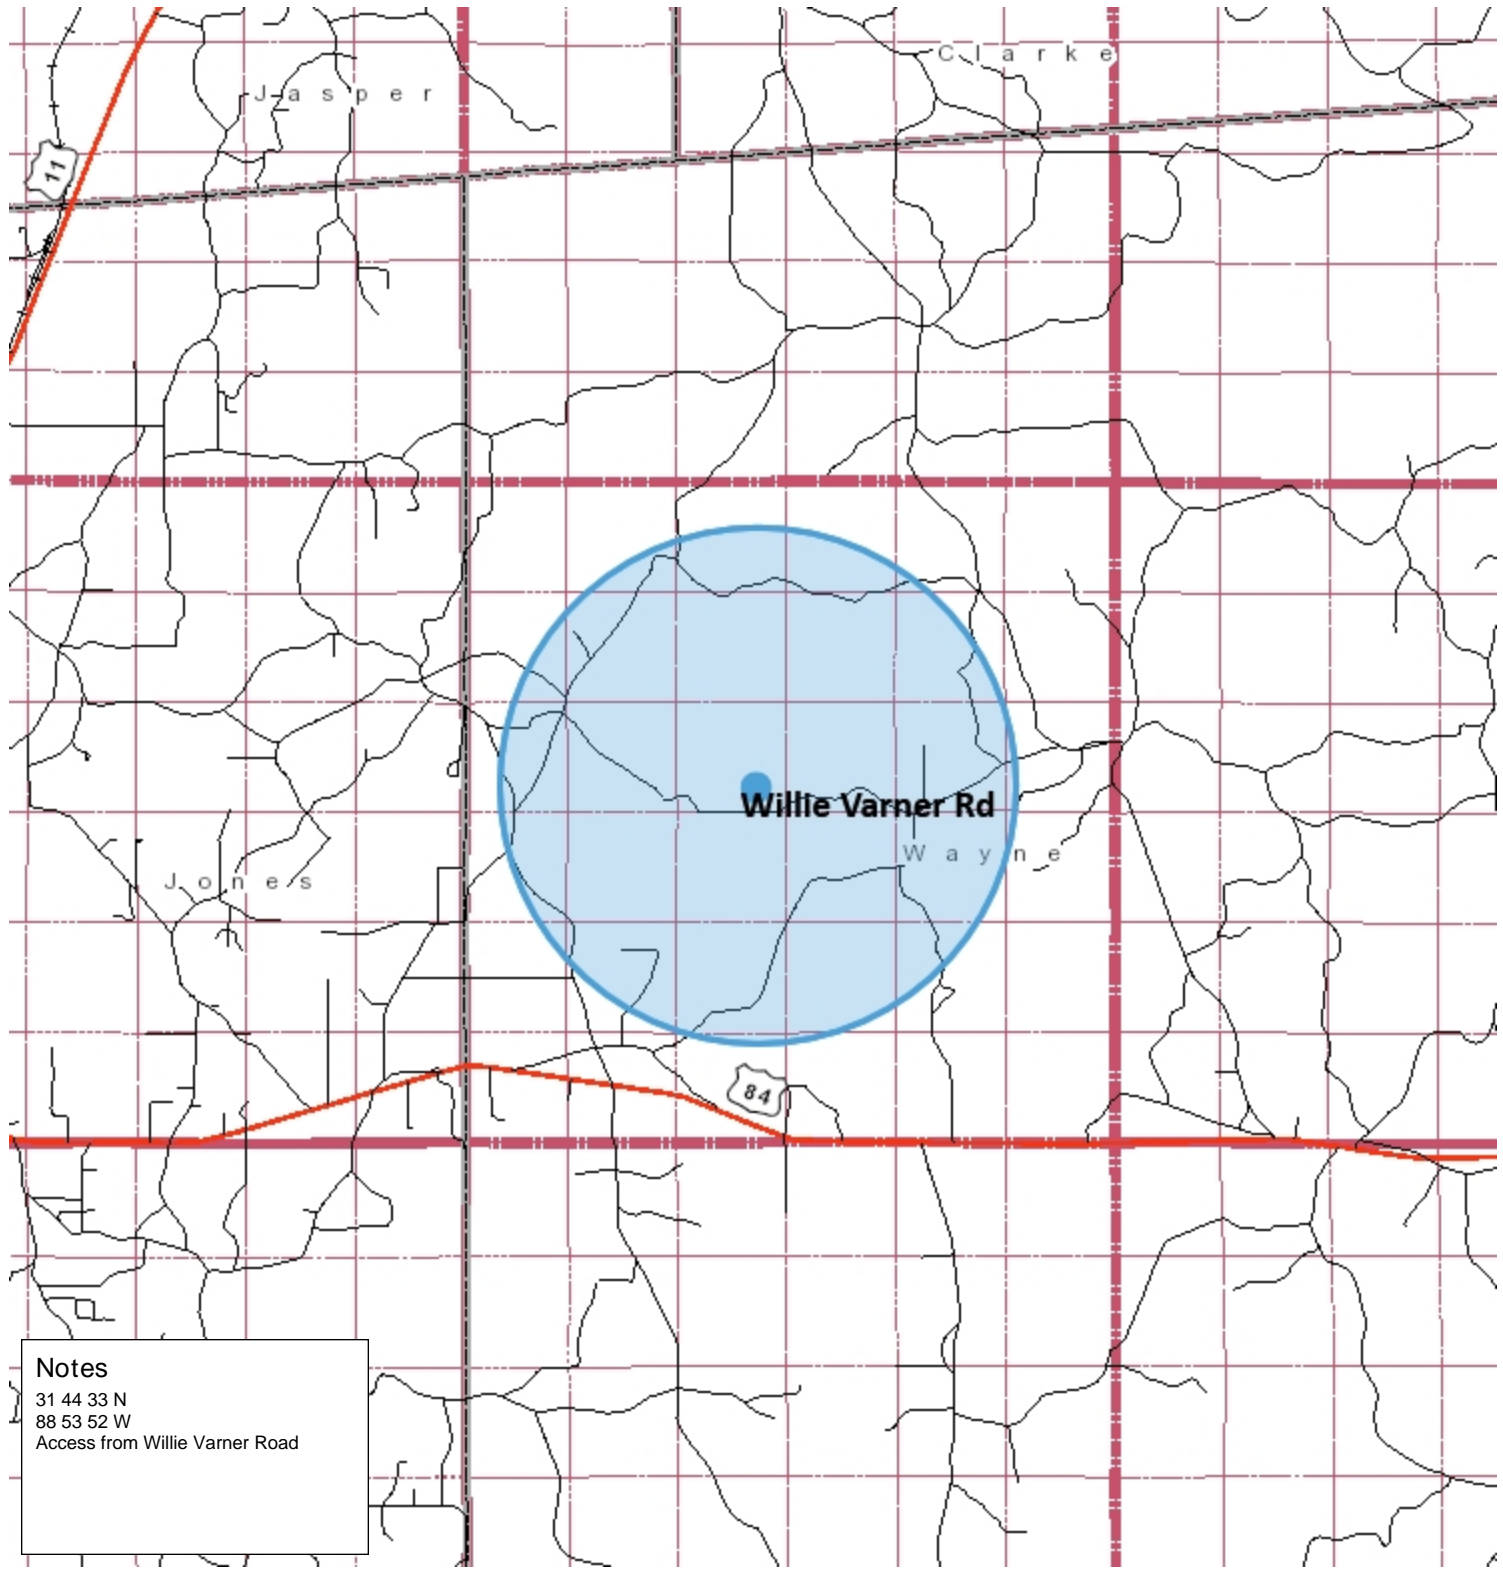 Clarke
Jasper
11
Willie Varner Rd
Wayne
Jones
84
Notes
31 44 33 N
88 53 52 W
Access from Willie Varner Road